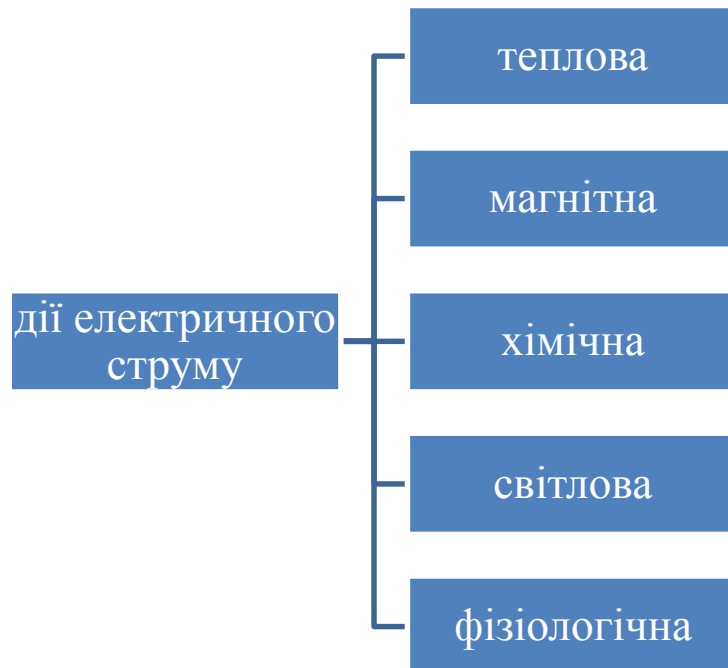 теплова
магнітна
дії електричного
струму
хімічна
світлова
фізіологічна